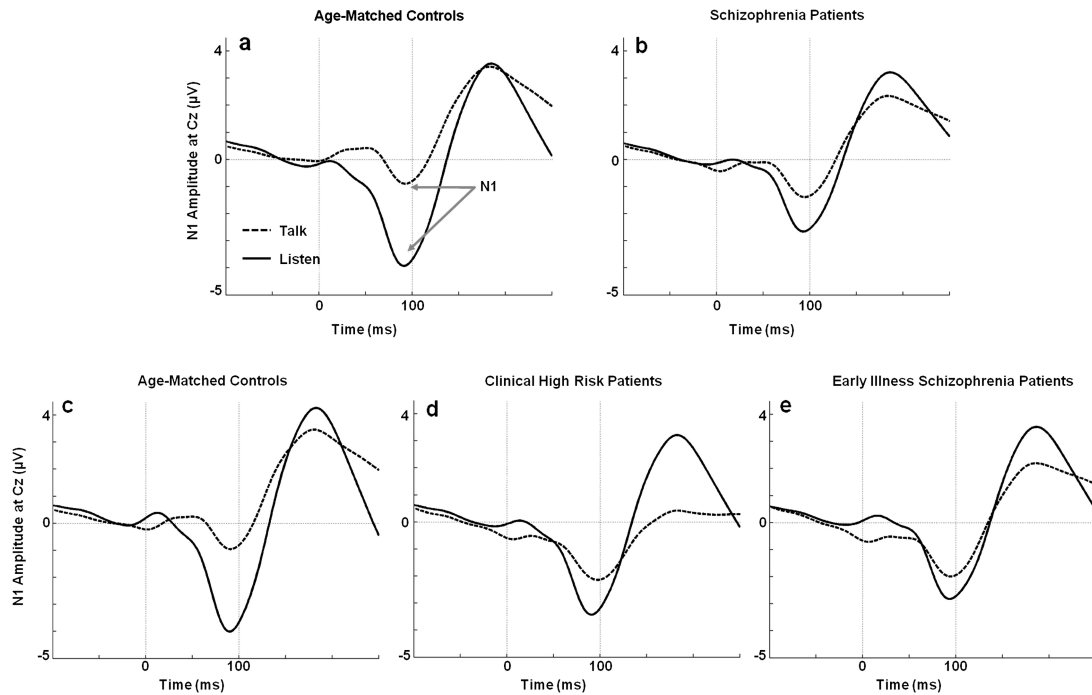 Age-Matched Controls
Schizophrenia Patients
a
b
4
4
N1 Amplitude at Cz (µV)
0
0
N1
Talk
Listen
-5
-5
0
100
0
100
Time (ms)
Time (ms)
Age-Matched Controls
Clinical High Risk Patients
Early Illness Schizophrenia Patients
c
d
e
4
4
4
N1 Amplitude at Cz (µV)
0
0
0
-5
-5
-5
0
100
0
100
0
100
Time (ms)
Time (ms)
Time (ms)